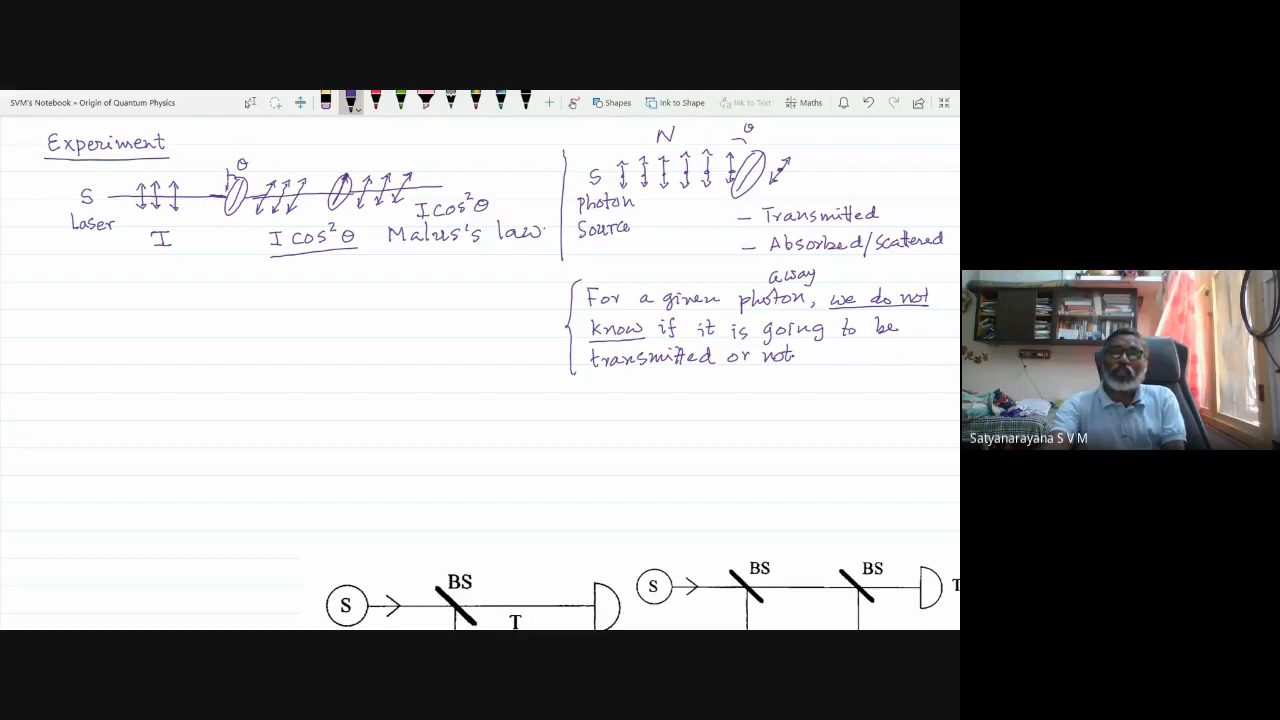 SVM's Notebook » Origin of Quantum Physics
Shapes
Ink to Shape
Ink to Text
Maths
Experiment
θ
S
Laser
I
I cos²θ
I cos²θ
Malus's law.
N
θ
S
photon
source
– Transmitted
– Absorbed/scattered
away
For a given photon, we do not
know if it is going to be
transmitted or not.
BS
S
T
BS
BS
S
T
Satyanarayana S V M